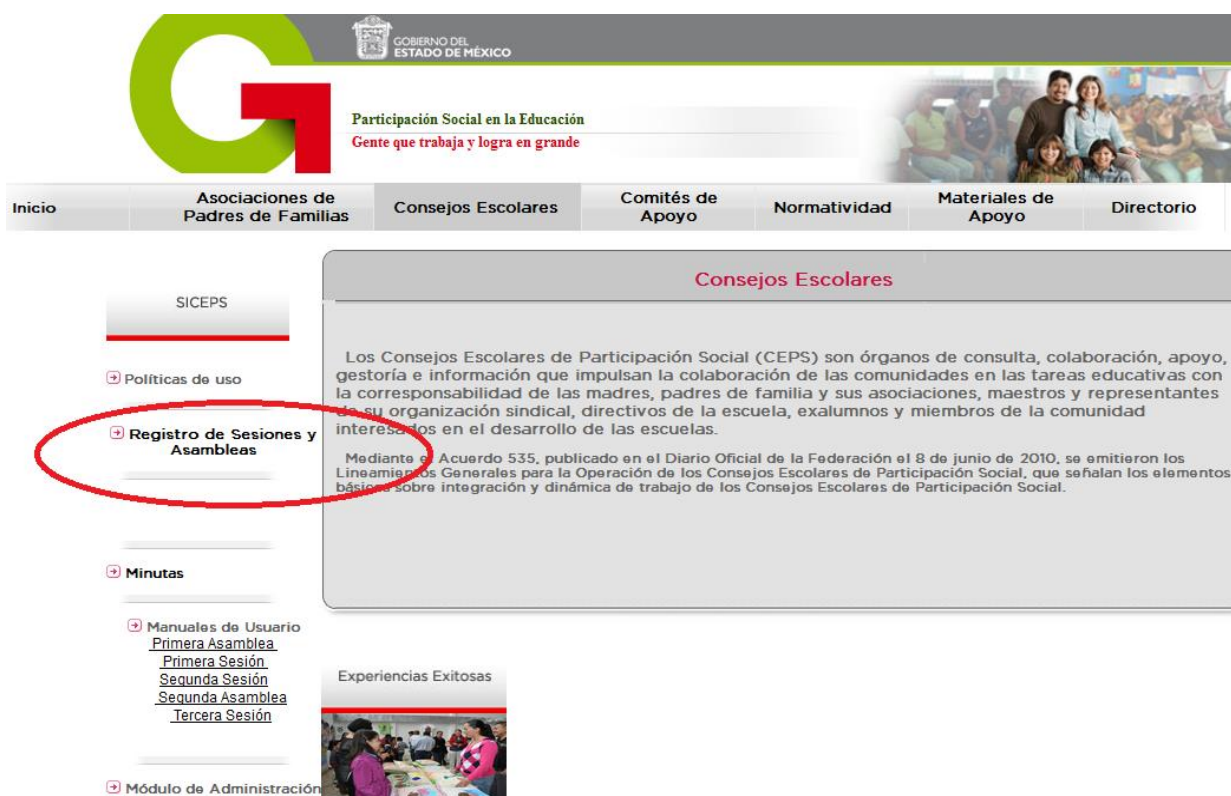 GOBIERNO DEL
ESTADO DE MÉXICO
Participación Social en la Educación
Gente que trabaja y logra en grande
Inicio
Asociaciones de
Padres de Familias
Consejos Escolares
Comités de
Apoyo
Normatividad
Materiales de
Apoyo
Directorio
SICEPS
Políticas de uso
Registro de Sesiones y
Asambleas
Minutas
Manuales de Usuario
Primera Asamblea
Primera Sesión
Segunda Sesión
Segunda Asamblea
Tercera Sesión
Módulo de Administración
Consejos Escolares
Los Consejos Escolares de Participación Social (CEPS) son órganos de consulta, colaboración, apoyo,
gestoría e información que impulsan la colaboración de las comunidades en las tareas educativas con
la corresponsabilidad de las madres, padres de familia y sus asociaciones, maestros y representantes
de su organización sindical, directivos de la escuela, exalumnos y miembros de la comunidad
interesados en el desarrollo de las escuelas.
Mediante el Acuerdo 535, publicado en el Diario Oficial de la Federación el 8 de junio de 2010, se emitieron los
Lineamientos Generales para la Operación de los Consejos Escolares de Participación Social, que señalan los elementos
básicos sobre integración y dinámica de trabajo de los Consejos Escolares de Participación Social.
Experiencias Exitosas